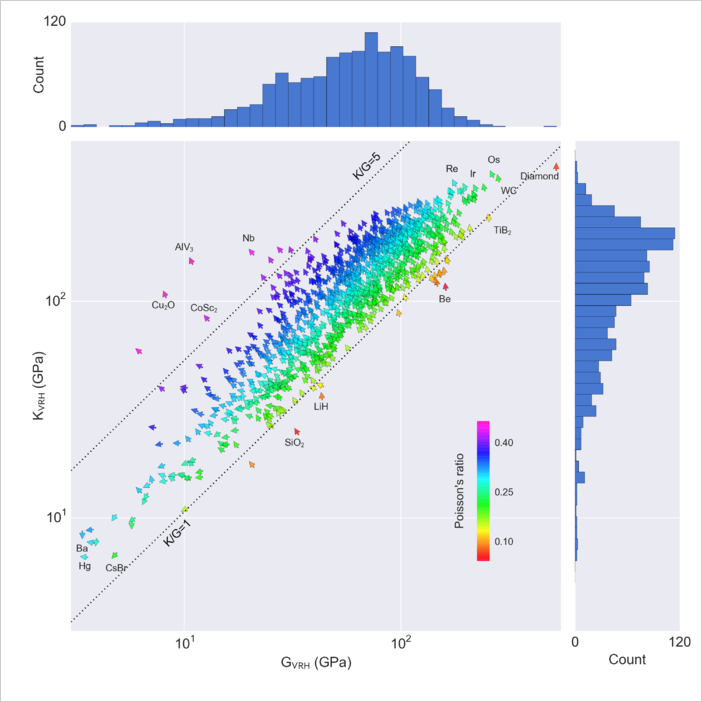 120
Count
0
K/G=5
Os
Re
Ir
Diamond
WC
Nb
AlV₃
TiB₂
Cu₂O
CoSc₂
Be
10²
K_VRH (GPa)
LiH
SiO₂
Poisson's ratio
0.40
0.25
0.10
10¹
K/G=1
Ba
Hg
CsBr
10¹
10²
G_VRH (GPa)
0
120
Count